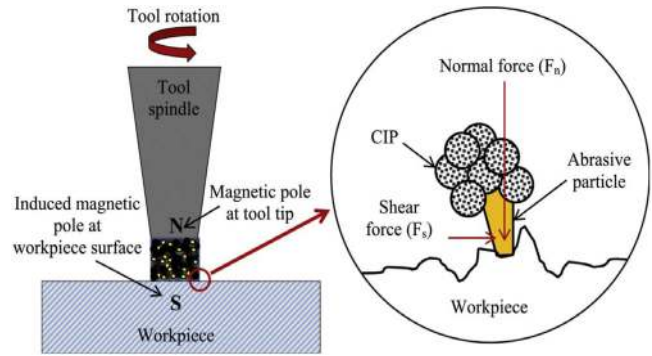 Tool rotation
Tool
spindle
Induced magnetic
pole at
workpiece surface
N
Magnetic pole
at tool tip
S
Workpiece
Normal force (Fn)
CIP
Abrasive
particle
Shear
force (Fs)
Workpiece